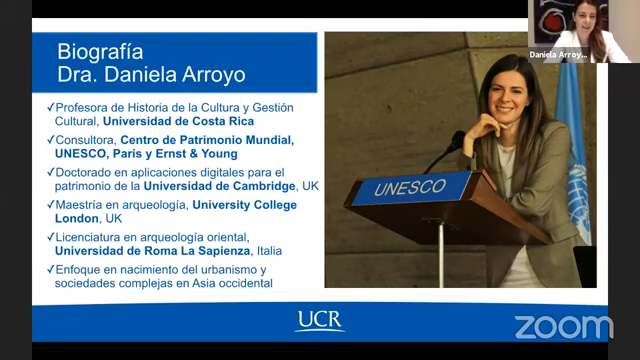 Biografía
Dra. Daniela Arroyo
✓Profesora de Historia de la Cultura y Gestión
Cultural, Universidad de Costa Rica
✓Consultora, Centro de Patrimonio Mundial,
UNESCO, París y Ernst & Young
✓Doctorado en aplicaciones digitales para el
patrimonio de la Universidad de Cambridge, UK
✓Maestría en arqueología, University College
London, UK
✓Licenciatura en arqueología oriental,
Universidad de Roma La Sapienza, Italia
✓Enfoque en nacimiento del urbanismo y
sociedades complejas en Asia occidental
UNESCO
Daniela Arroy...
UCR
zoom